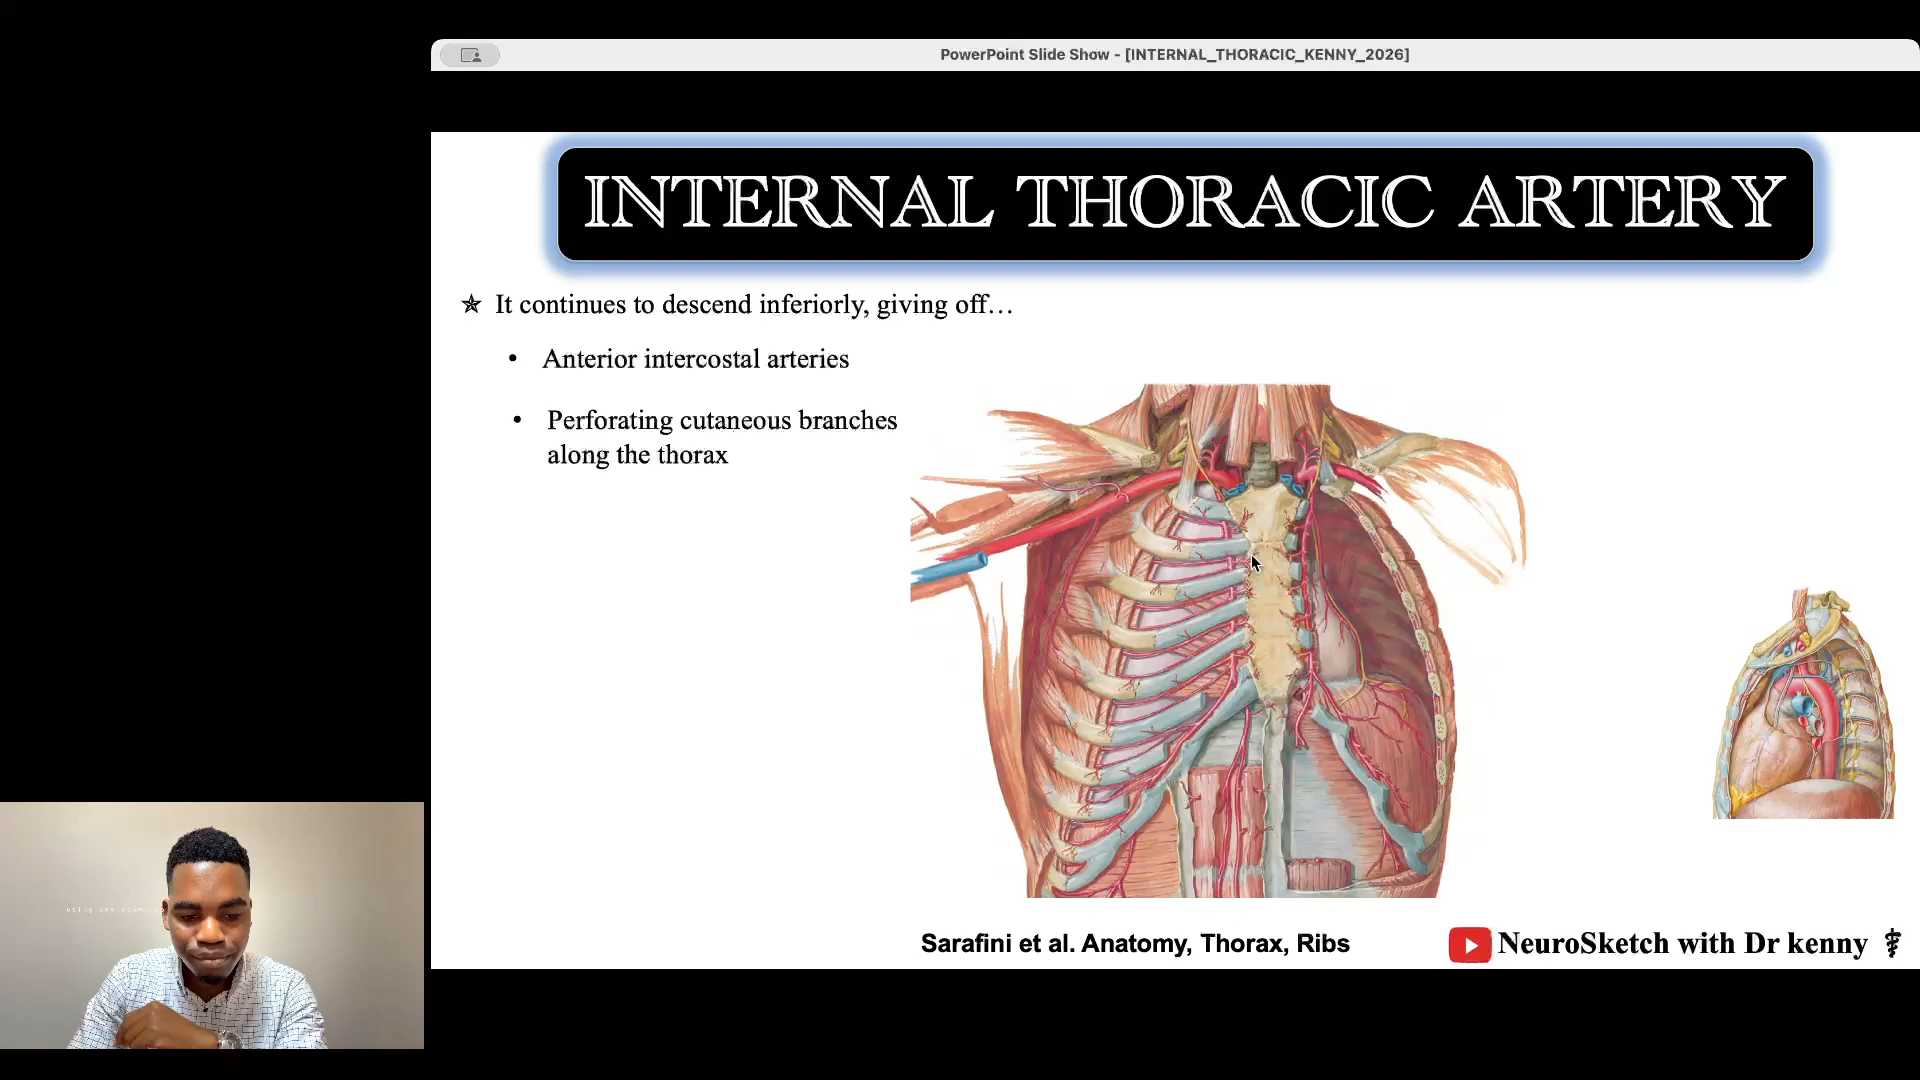 PowerPoint Slide Show - [INTERNAL_THORACIC_KENNY_2026]
INTERNAL THORACIC ARTERY
✯ It continues to descend inferiorly, giving off…
• Anterior intercostal arteries
• Perforating cutaneous branches
along the thorax
Sarafini et al. Anatomy, Thorax, Ribs
NeuroSketch with Dr kenny